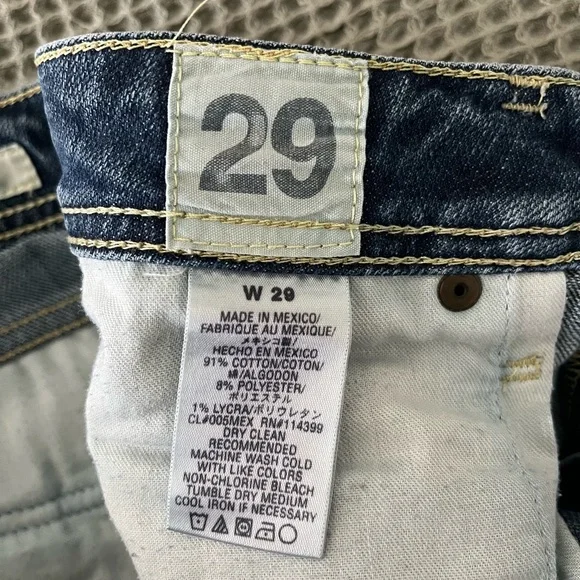 29
W 29
MADE IN MEXICO/
FABRIQUE AU MEXIQUE/
メキシコ製/
HECHO EN MEXICO
91% COTTON/COTON/
綿/ALGODON
8% POLYESTER/
ポリエステル
1% LYCRA/ポリウレタン
CL#005MEX RN#114399
DRY CLEAN
RECOMMENDED
MACHINE WASH COLD
WITH LIKE COLORS
NON-CHLORINE BLEACH
TUMBLE DRY MEDIUM
COOL IRON IF NECESSARY